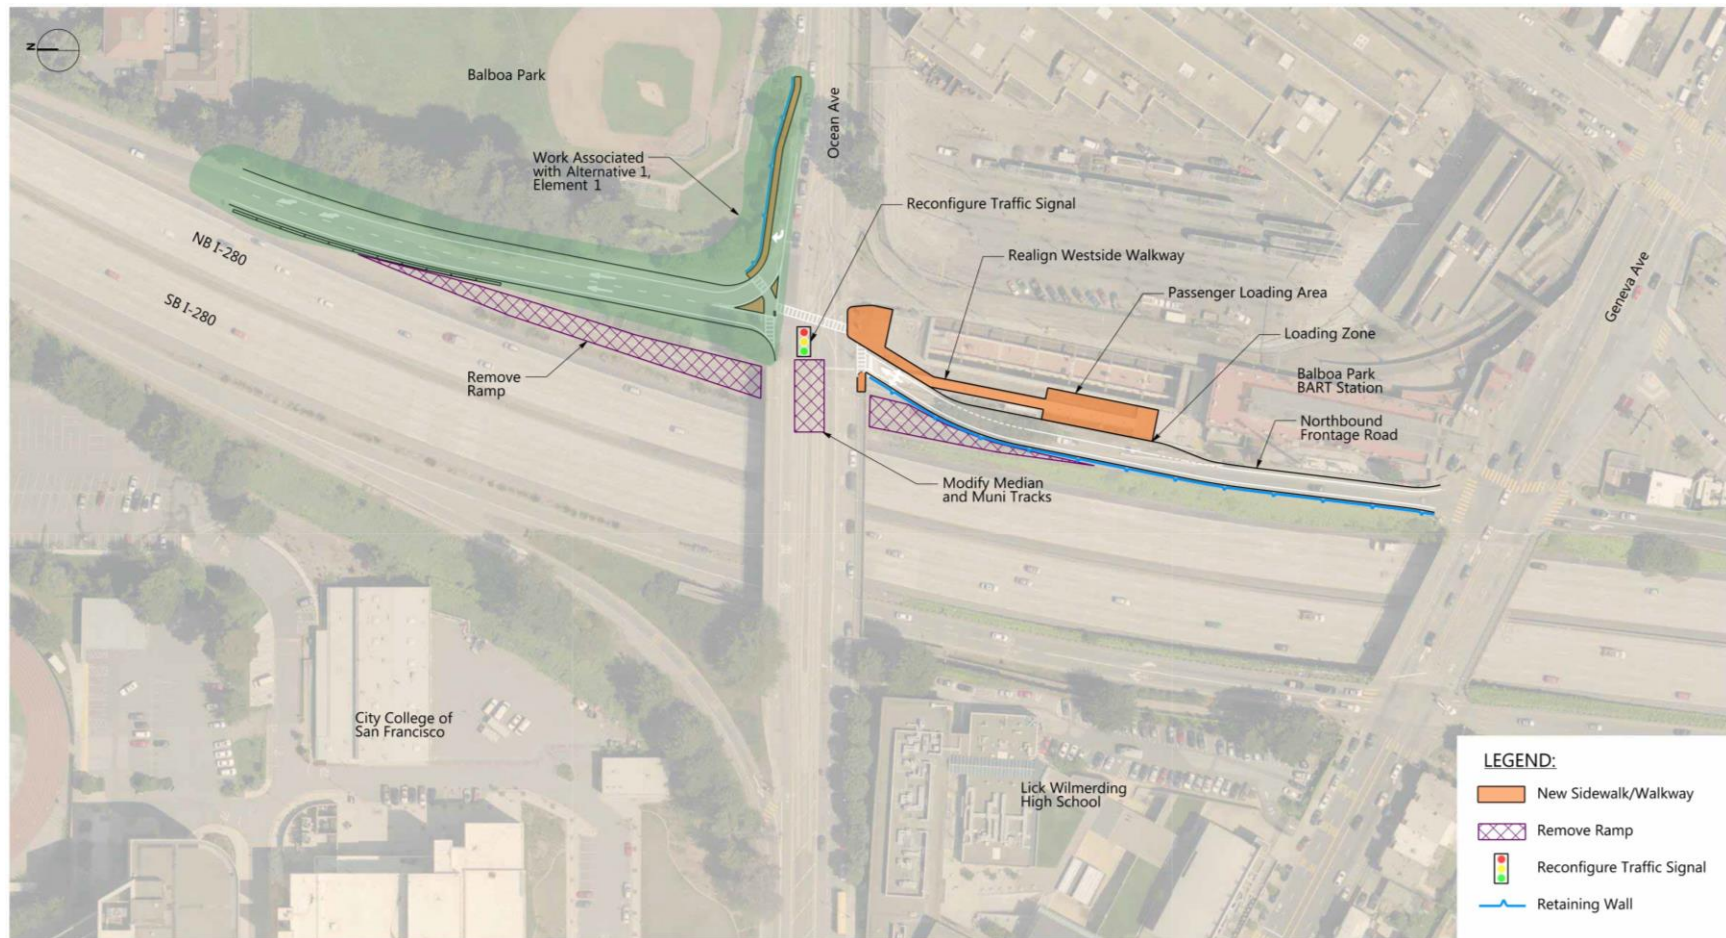 N
Balboa Park
Ocean Ave
Work Associated
with Alternative 1,
Element 1
Reconfigure Traffic Signal
NB I-280
Realign Westside Walkway
Geneva Ave
Passenger Loading Area
SB I-280
Loading Zone
Remove
Ramp
Balboa Park
BART Station
Northbound
Frontage Road
Modify Median
and Muni Tracks
City College of
San Francisco
Lick Wilmerding
High School
LEGEND:
New Sidewalk/Walkway
Remove Ramp
Reconfigure Traffic Signal
Retaining Wall